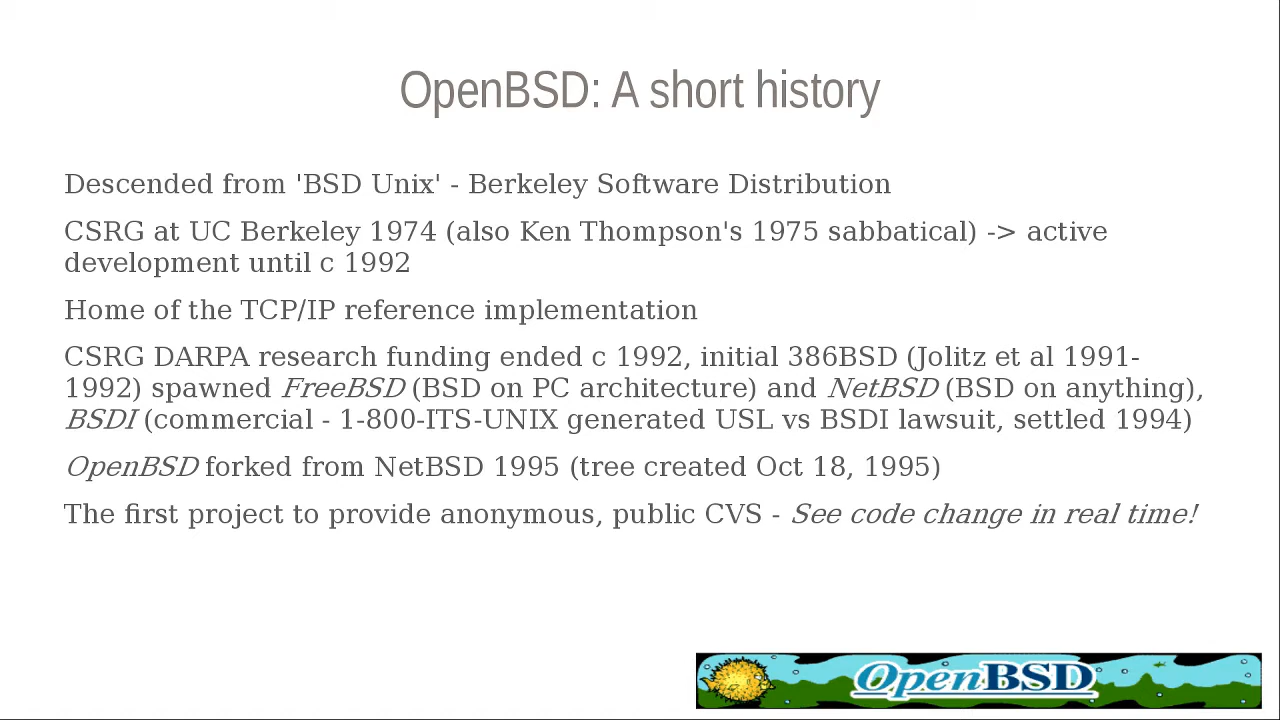 OpenBSD: A short history
Descended from 'BSD Unix' - Berkeley Software Distribution
CSRG at UC Berkeley 1974 (also Ken Thompson's 1975 sabbatical) -> active
development until c 1992
Home of the TCP/IP reference implementation
CSRG DARPA research funding ended c 1992, initial 386BSD (Jolitz et al 1991-
1992) spawned FreeBSD (BSD on PC architecture) and NetBSD (BSD on anything),
BSDI (commercial - 1-800-ITS-UNIX generated USL vs BSDI lawsuit, settled 1994)
OpenBSD forked from NetBSD 1995 (tree created Oct 18, 1995)
The first project to provide anonymous, public CVS - See code change in real time!
OpenBSD